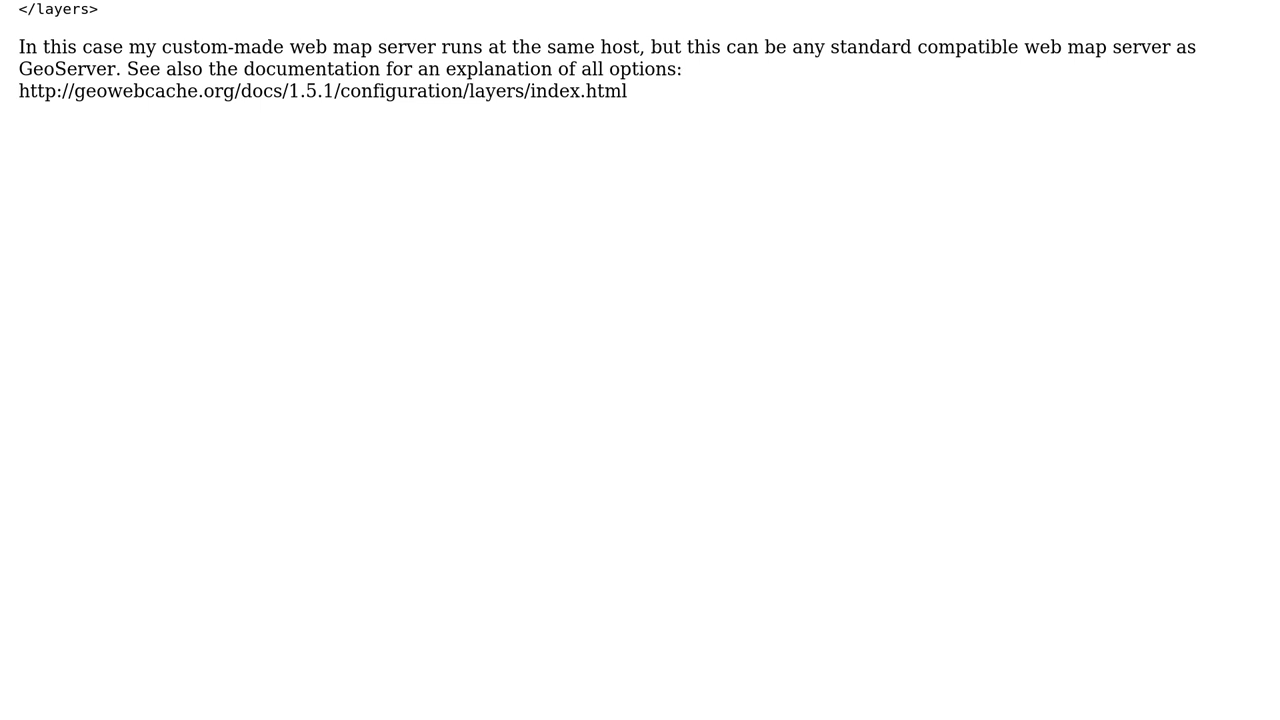 </layers>
In this case my custom-made web map server runs at the same host, but this can be any standard compatible web map server as
GeoServer. See also the documentation for an explanation of all options:
http://geowebcache.org/docs/1.5.1/configuration/layers/index.html